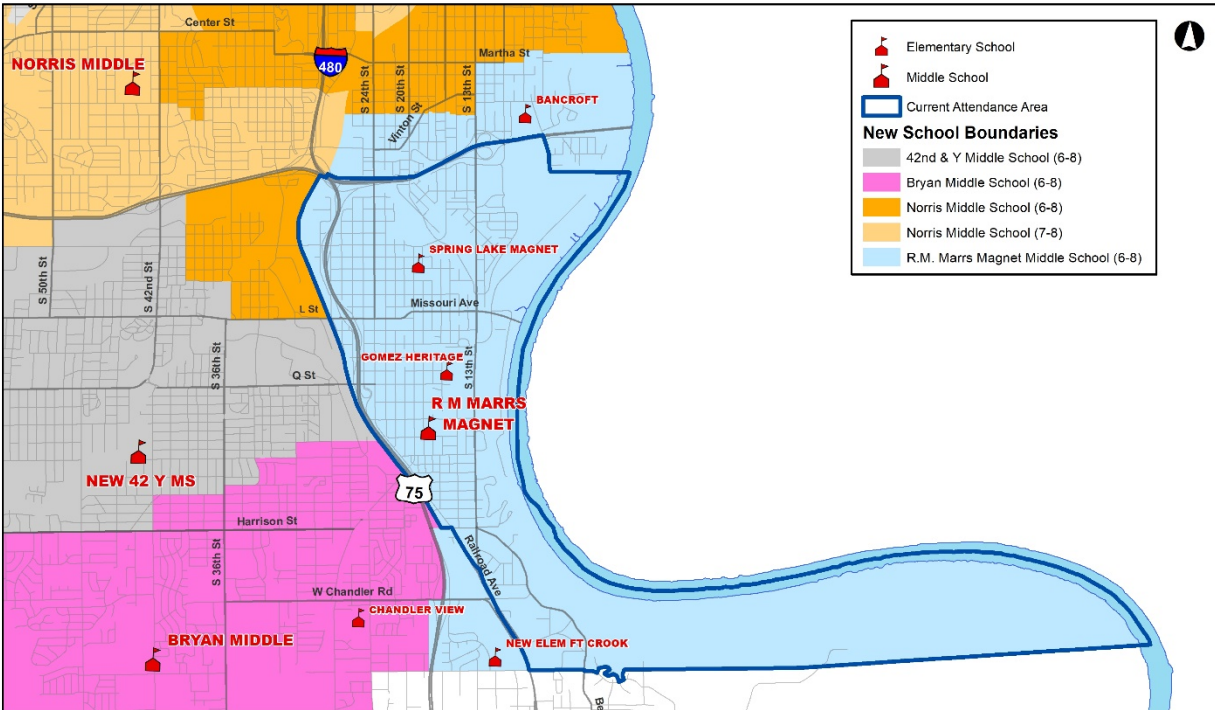 Center St
NORRIS MIDDLE
480
Martha St
S 24th St
S 20th St
S 13th St
Vinton St
BANCROFT
S 50th St
S 42nd St
SPRING LAKE MAGNET
L St
Missouri Ave
S 36th St
Q St
GOMEZ HERITAGE
S 13th St
R M MARRS
MAGNET
NEW 42 Y MS
75
Harrison St
S 36th St
Railroad Ave
W Chandler Rd
CHANDLER VIEW
BRYAN MIDDLE
NEW ELEM FT CROOK
Elementary School
Middle School
Current Attendance Area
New School Boundaries
42nd & Y Middle School (6-8)
Bryan Middle School (6-8)
Norris Middle School (6-8)
Norris Middle School (7-8)
R.M. Marrs Magnet Middle School (6-8)